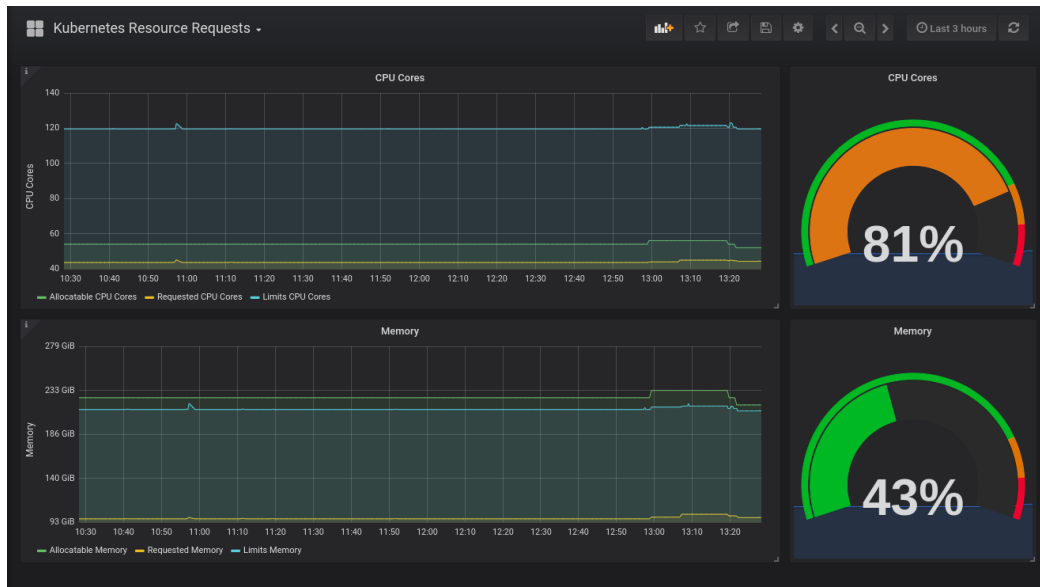 Kubernetes Resource Requests
Last 3 hours
CPU Cores
140
120
100
80
60
40
CPU Cores
10:30 10:40 10:50 11:00 11:10 11:20 11:30 11:40 11:50 12:00 12:10 12:20 12:30 12:40 12:50 13:00 13:10 13:20
Allocatable CPU Cores Requested CPU Cores Limits CPU Cores
CPU Cores
81%
Memory
279 GiB
233 GiB
186 GiB
140 GiB
93 GiB
Memory
10:30 10:40 10:50 11:00 11:10 11:20 11:30 11:40 11:50 12:00 12:10 12:20 12:30 12:40 12:50 13:00 13:10 13:20
Allocatable Memory Requested Memory Limits Memory
Memory
43%